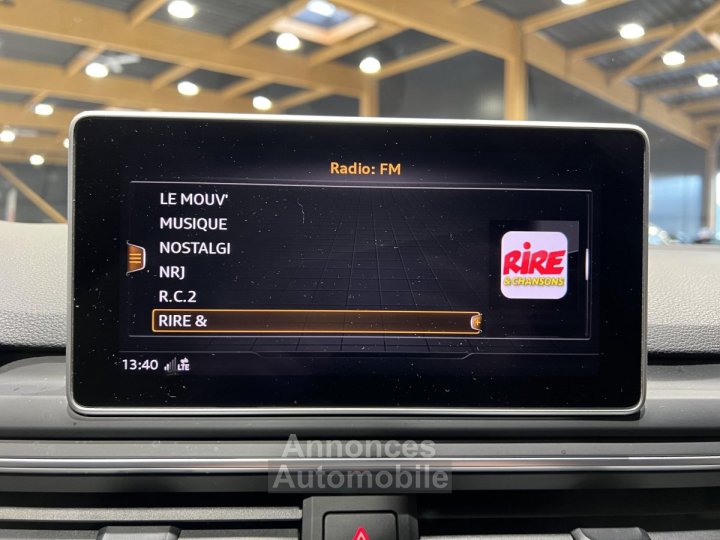 Radio: FM
LE MOUV'
MUSIQUE
NOSTALGI
NRJ
R.C.2
RIRE &
RIRE
& CHANSONS
13:40 LTE
Annonces
Automobile